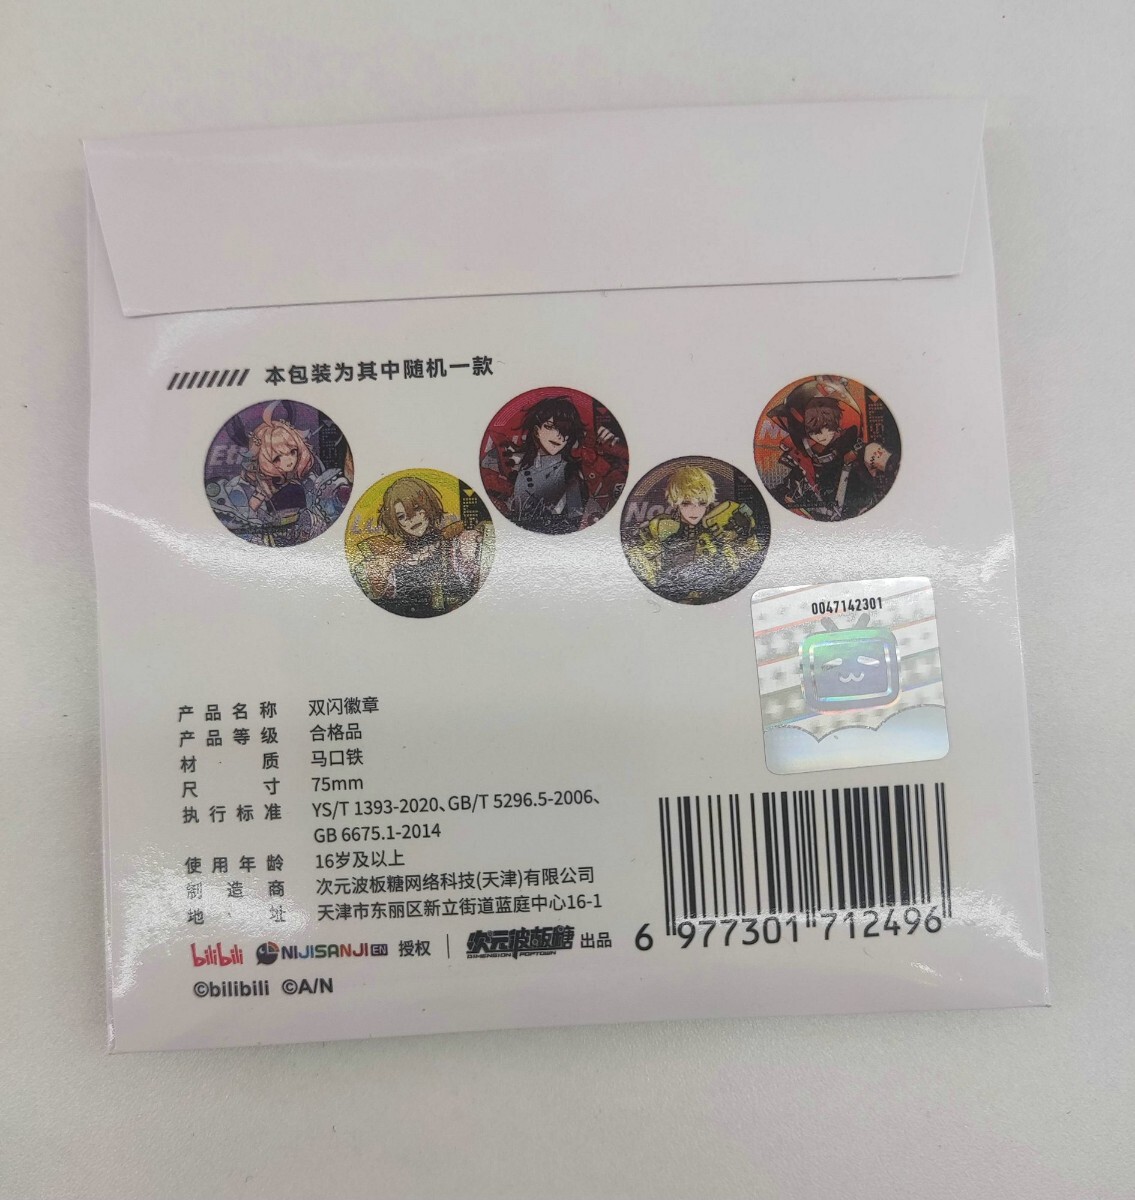 本包装为其中随机一款
0047142301
产品名称 双闪徽章
产品等级 合格品
材质 马口铁
尺寸 75mm
执行标准 YS/T 1393-2020、GB/T 5296.5-2006、
GB 6675.1-2014
使用年龄 16岁及以上
制造商 次元波板糖网络科技(天津)有限公司
地址 天津市东丽区新立街道蓝庭中心16-1
bilibili NIJISANJI EN 授权 次元波板糖 DIMENSION POPTOWN 出品
©bilibili ©A/N
6 977301 712496